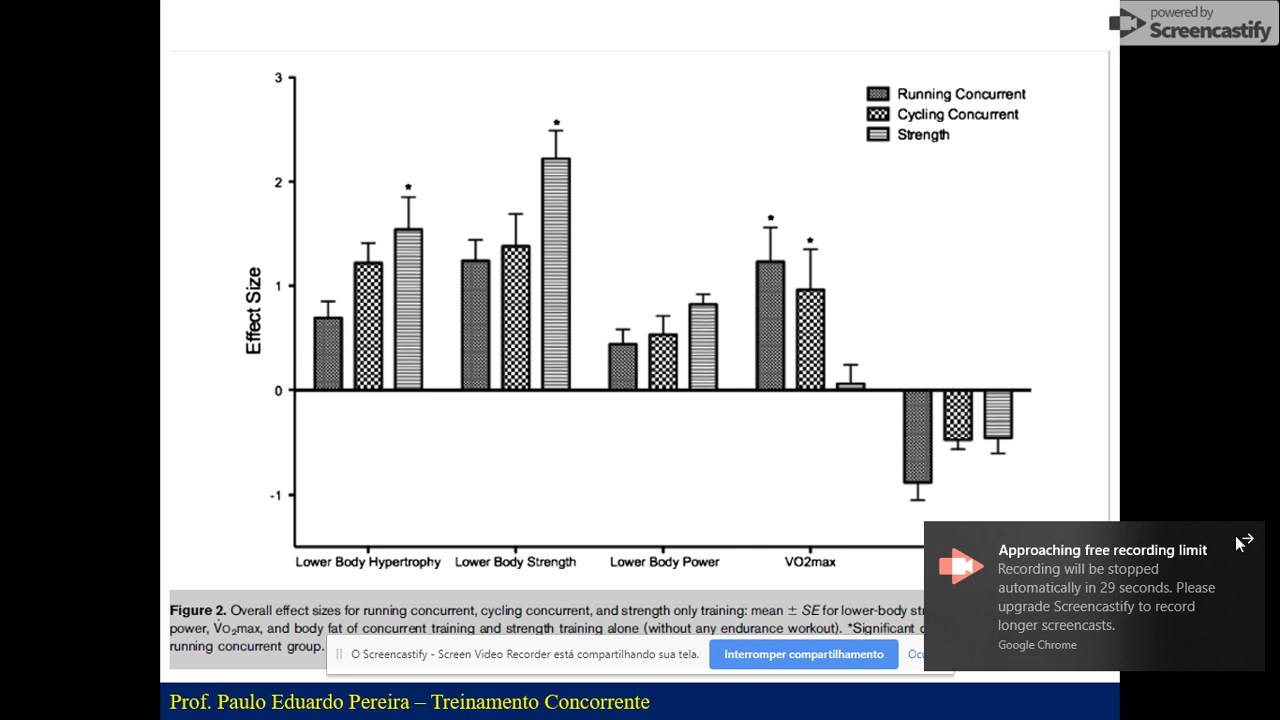 powered by
Screencastify
3
2
1
0
-1
Effect Size
Running Concurrent
Cycling Concurrent
Strength
*
*
*
*
Lower Body Hypertrophy
Lower Body Strength
Lower Body Power
VO2max
Figure 2. Overall effect sizes for running concurrent, cycling concurrent, and strength only training: mean ± SE for lower-body
power, V̇O₂max, and body fat of concurrent training and strength training alone (without any endurance workout). *Significant
running concurrent group.
Approaching free recording limit
Recording will be stopped
automatically in 29 seconds. Please
upgrade Screencastify to record
longer screencasts.
Google Chrome
O Screencastify - Screen Video Recorder está compartilhando sua tela.
Interromper compartilhamento
Prof. Paulo Eduardo Pereira – Treinamento Concorrente